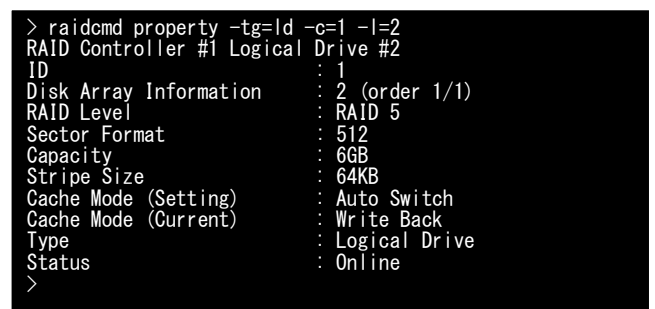 > raidcmd property -tg=ld -c=1 -l=2
RAID Controller #1 Logical Drive #2
ID : 1
Disk Array Information : 2 (order 1/1)
RAID Level : RAID 5
Sector Format : 512
Capacity : 6GB
Stripe Size : 64KB
Cache Mode (Setting) : Auto Switch
Cache Mode (Current) : Write Back
Type : Logical Drive
Status : Online
>